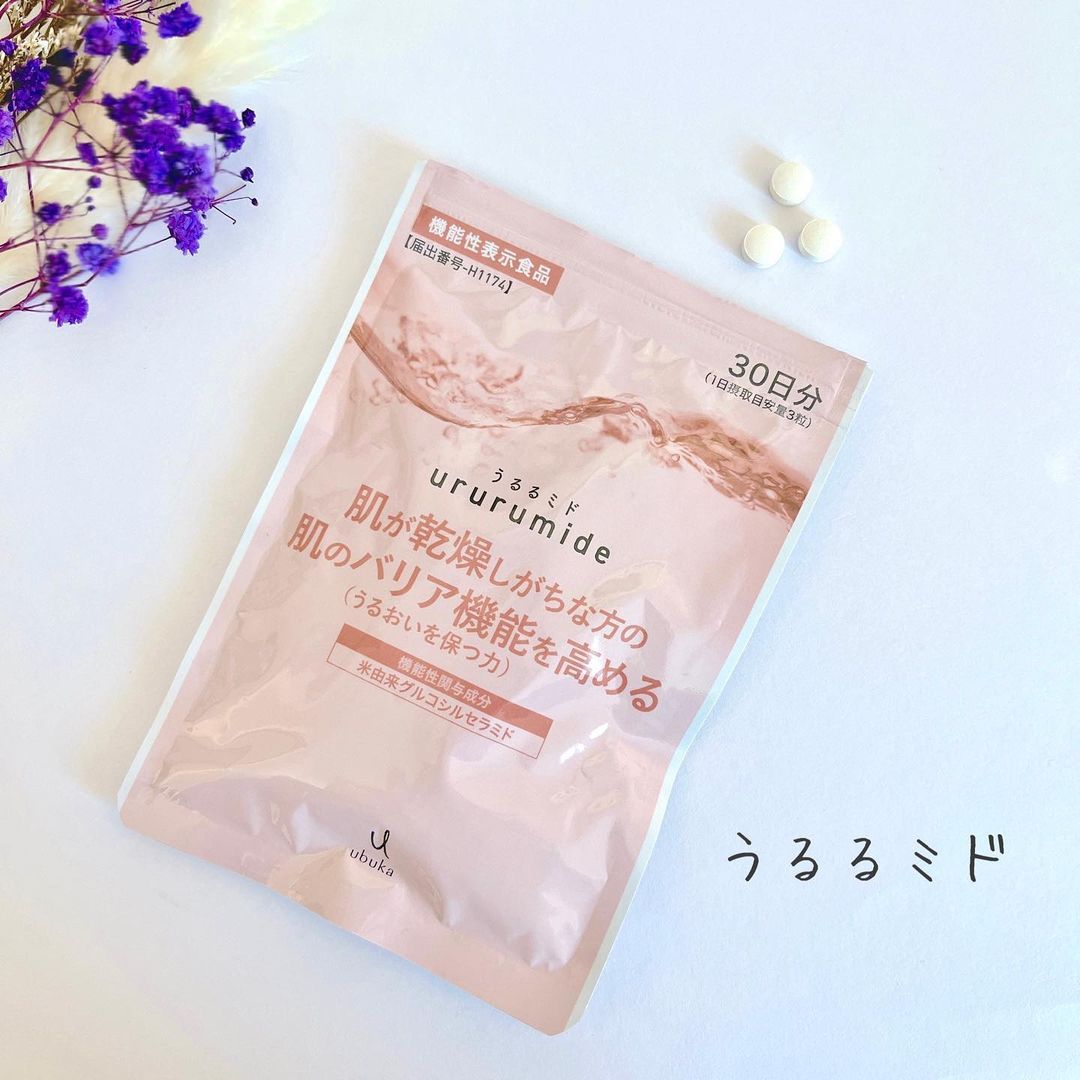 機能性表示食品
【届出番号-H1174】
30日分
(1日摂取目安量3粒)
うるるミド
ururumide
肌が乾燥しがちな方の
肌のバリア機能を高める
(うるおいを保つ力)
機能性関与成分
米由来グルコシルセラミド
u
ubuka
うるるミド